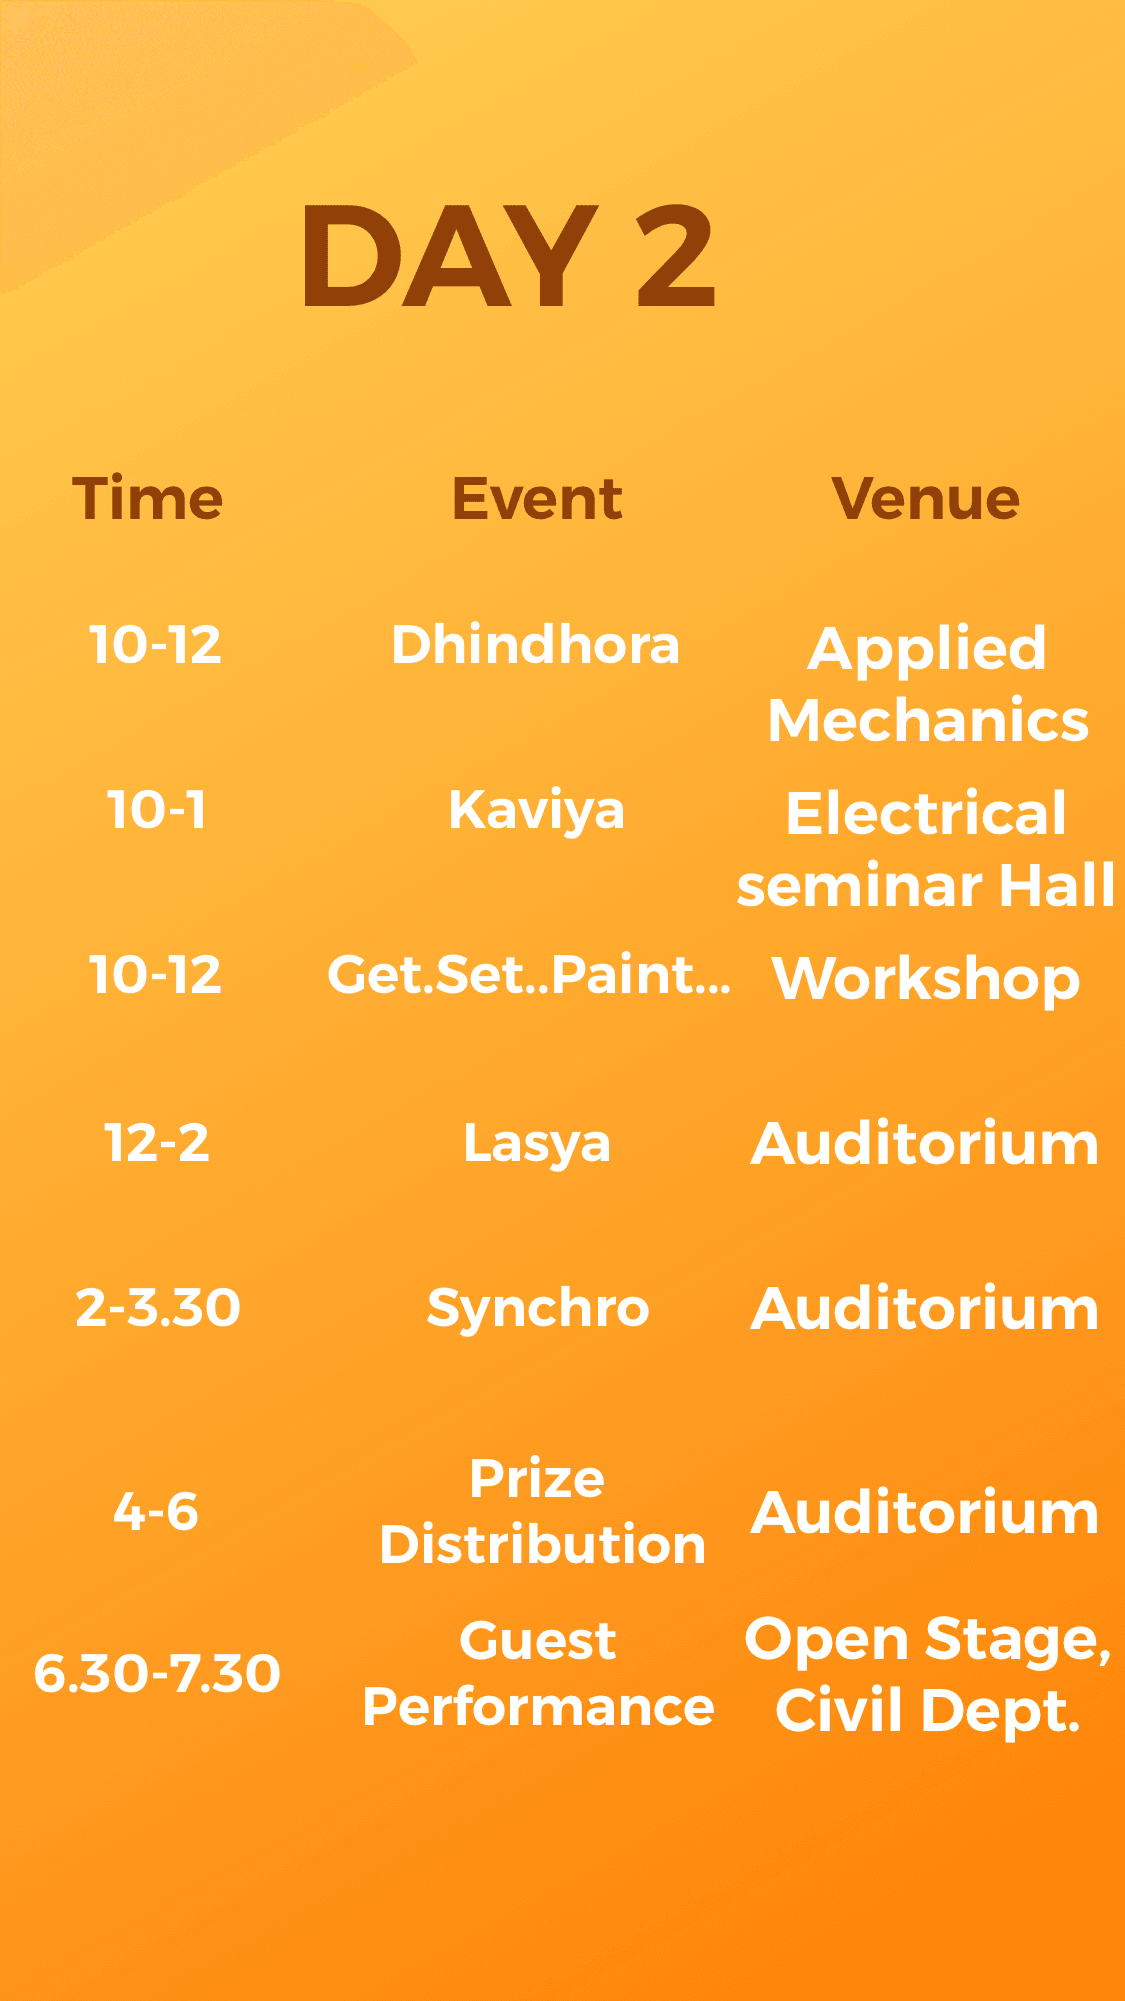 DAY 2
Time Event Venue
10-12 Dhindhora Applied
Mechanics
10-1 Kaviya Electrical
seminar Hall
10-12 Get.Set..Paint... Workshop
12-2 Lasya Auditorium
2-3.30 Synchro Auditorium
4-6 Prize
Distribution Auditorium
6.30-7.30 Guest
Performance Open Stage,
Civil Dept.